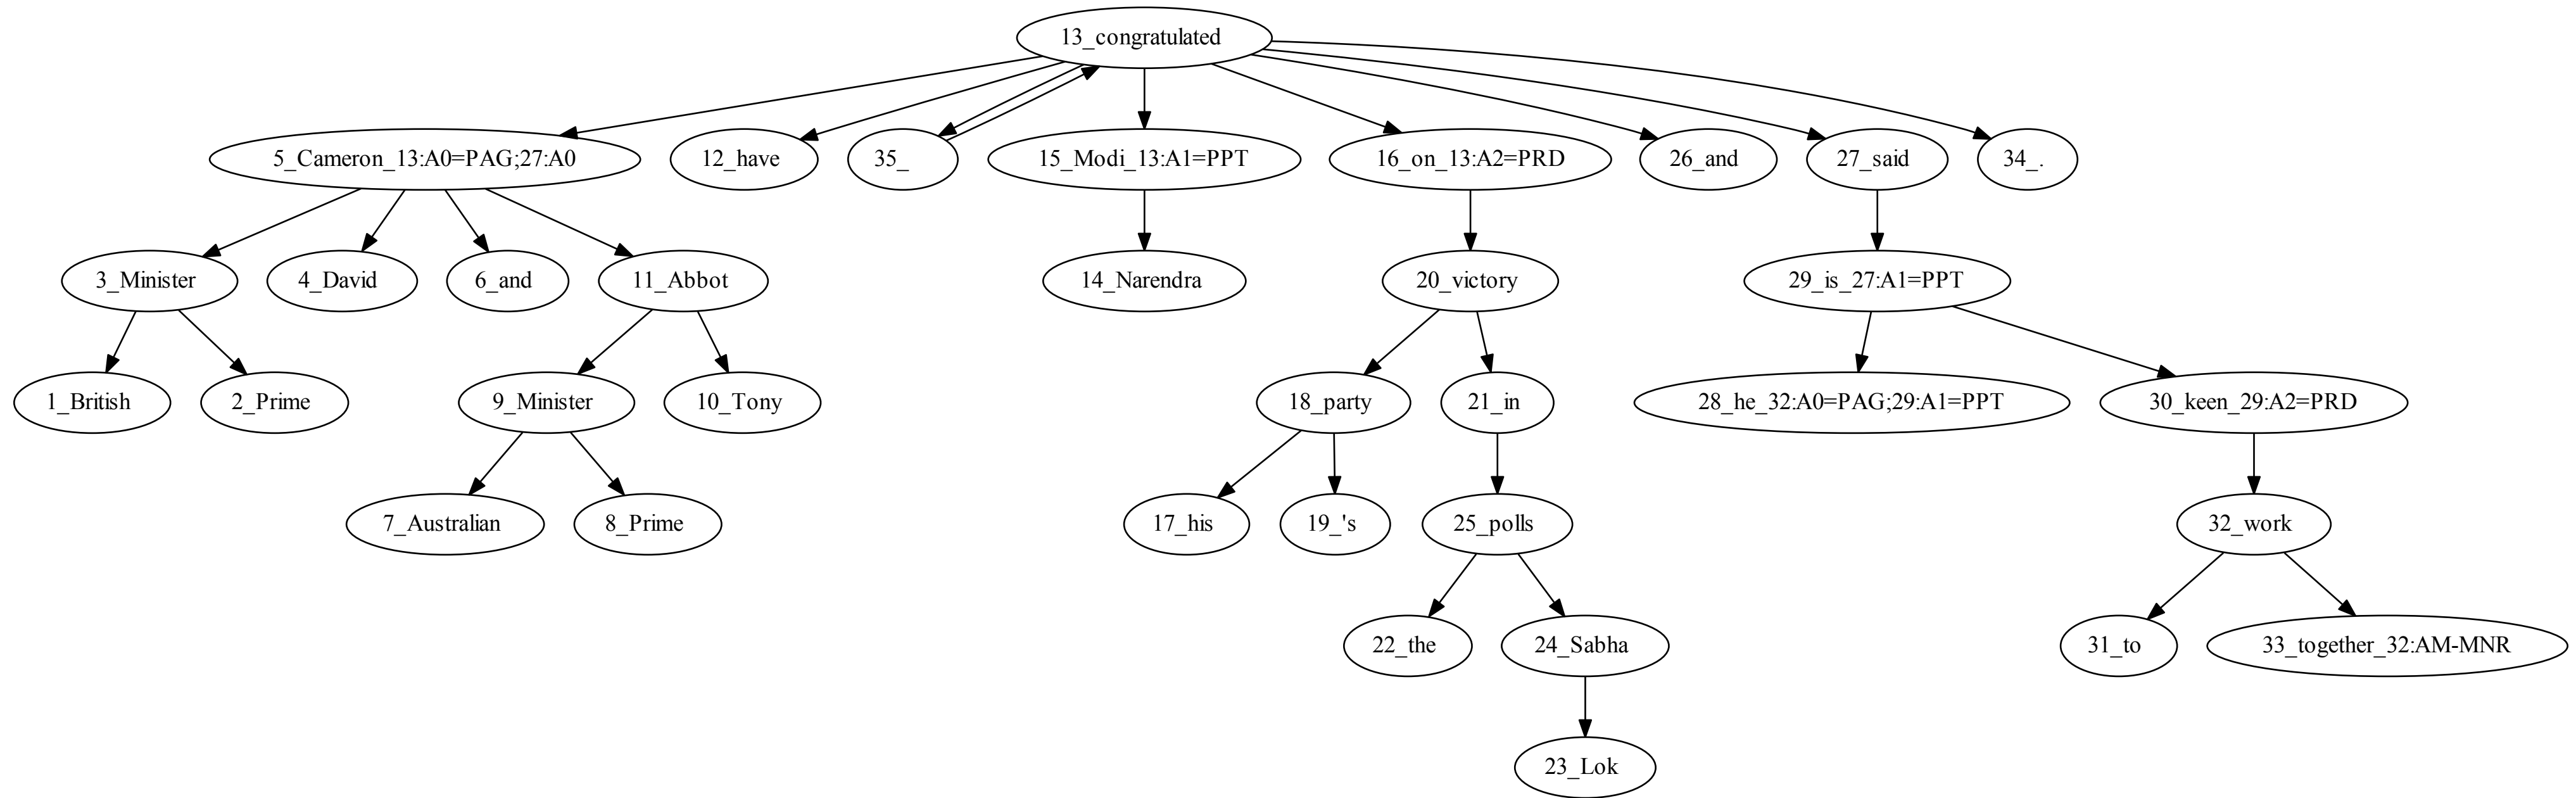 13_congratulated
5_Cameron_13:A0=PAG;27:A0
12_have
35_
15_Modi_13:A1=PPT
16_on_13:A2=PRD
26_and
27_said
34_.
3_Minister
4_David
6_and
11_Abbot
14_Narendra
20_victory
29_is_27:A1=PPT
1_British
2_Prime
9_Minister
10_Tony
18_party
21_in
28_he_32:A0=PAG;29:A1=PPT
30_keen_29:A2=PRD
7_Australian
8_Prime
17_his
19_'s
25_polls
32_work
22_the
24_Sabha
31_to
33_together_32:AM-MNR
23_Lok